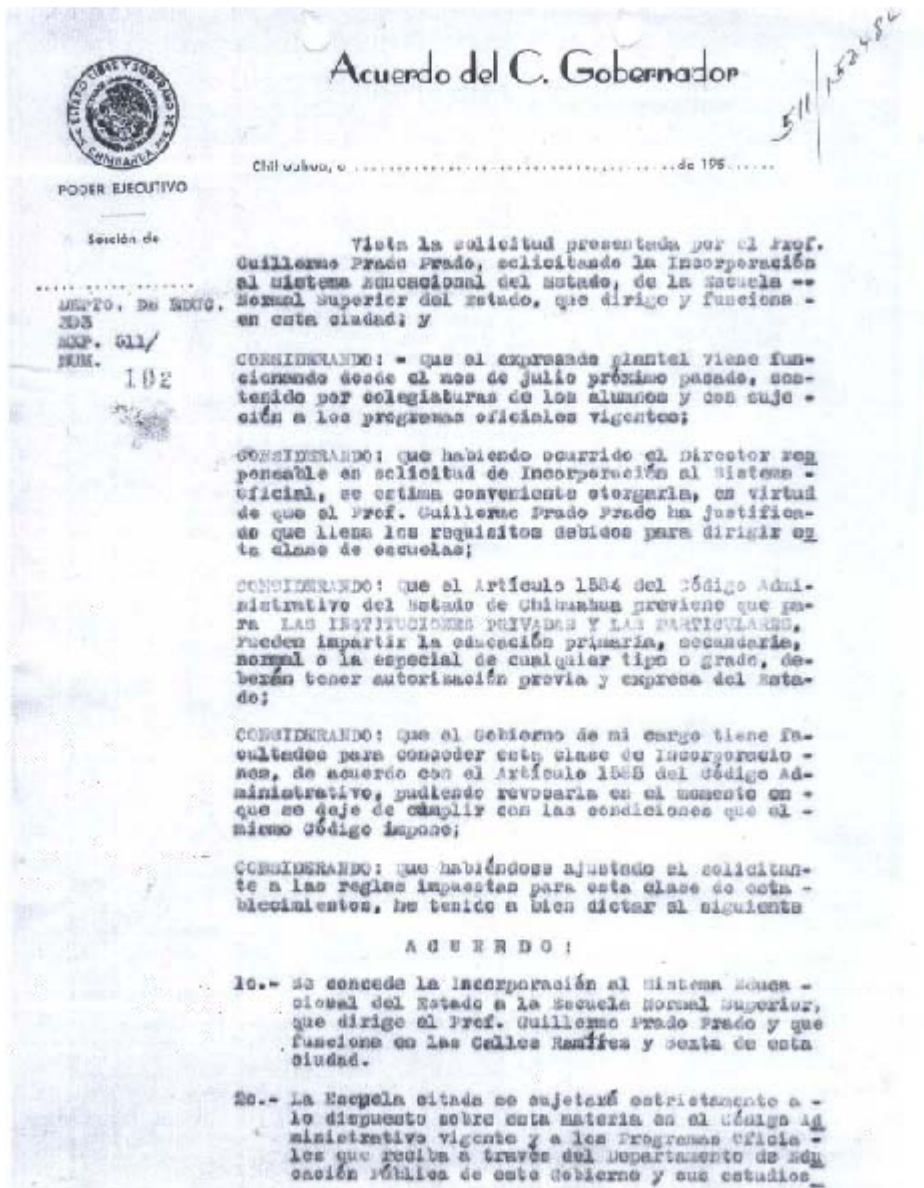 Acuerdo del C. Gobernador
ESTADO LIBRE Y SOBERANO DE
CHIHUAHUA
PODER EJECUTIVO
Sección de
DEPTO. DE EDUC.
EXP. 511/
NUM.
102
Chihuahua, a ........................................ de 195......
Vista la solicitud presentada por el Prof.
Guillermo Prado Prado, solicitando la Incorporación
al Sistema Educacional del Estado, de la Escuela --
Normal Superior del Estado, que dirige y funciona -
en esta ciudad; y
CONSIDERANDO: - Que el expresado plantel viene fun-
cionando desde el mes de julio próximo pasado, sos-
tenido por colegiaturas de los alumnos y con suje -
ción a los programas oficiales vigentes;
CONSIDERANDO: Que habiendo ocurrido el Director res
ponsable en solicitud de Incorporación al Sistema -
Oficial, se estima conveniente otorgarla, en virtud
de que el Prof. Guillermo Prado Prado ha justifica-
do que llena los requisitos debidos para dirigir es
ta clase de escuelas;
CONSIDERANDO: Que el Artículo 1584 del Código Admi-
nistrativo del Estado de Chihuahua previene que pa-
ra LAS INSTITUCIONES PRIVADAS Y LAS PARTICULARES,
puedan impartir la educación primaria, secundaria,
normal o la especial de cualquier tipo o grado, de-
berán tener autorización previa y expresa del Esta-
do;
CONSIDERANDO: Que el Gobierno de mi cargo tiene fa-
cultades para conceder esta clase de Incorporacio -
nes, de acuerdo con el Artículo 1585 del Código Ad-
ministrativo, pudiendo revocarla en el momento en -
que se deje de cumplir con las condiciones que el -
mismo Código impone;
CONSIDERANDO: Que habiéndose ajustado el solicitan-
te a las reglas impuestas para esta clase de esta -
blecimientos, he tenido a bien dictar el siguiente
A C U E R D O :
1o.- Se concede la Incorporación al Sistema Educa -
cional del Estado a la Escuela Normal Superior,
que dirige el Prof. Guillermo Prado Prado y que
funciona en las Calles Ramírez y Sexta de esta
ciudad.
2o.- La Escuela citada se sujetará estrictamente a -
lo dispuesto sobre esta materia en el Código Ad
ministrativo vigente y a los Programas Oficia -
les que reciba a través del Departamento de Edu
cación Pública de este Gobierno y sus estudios